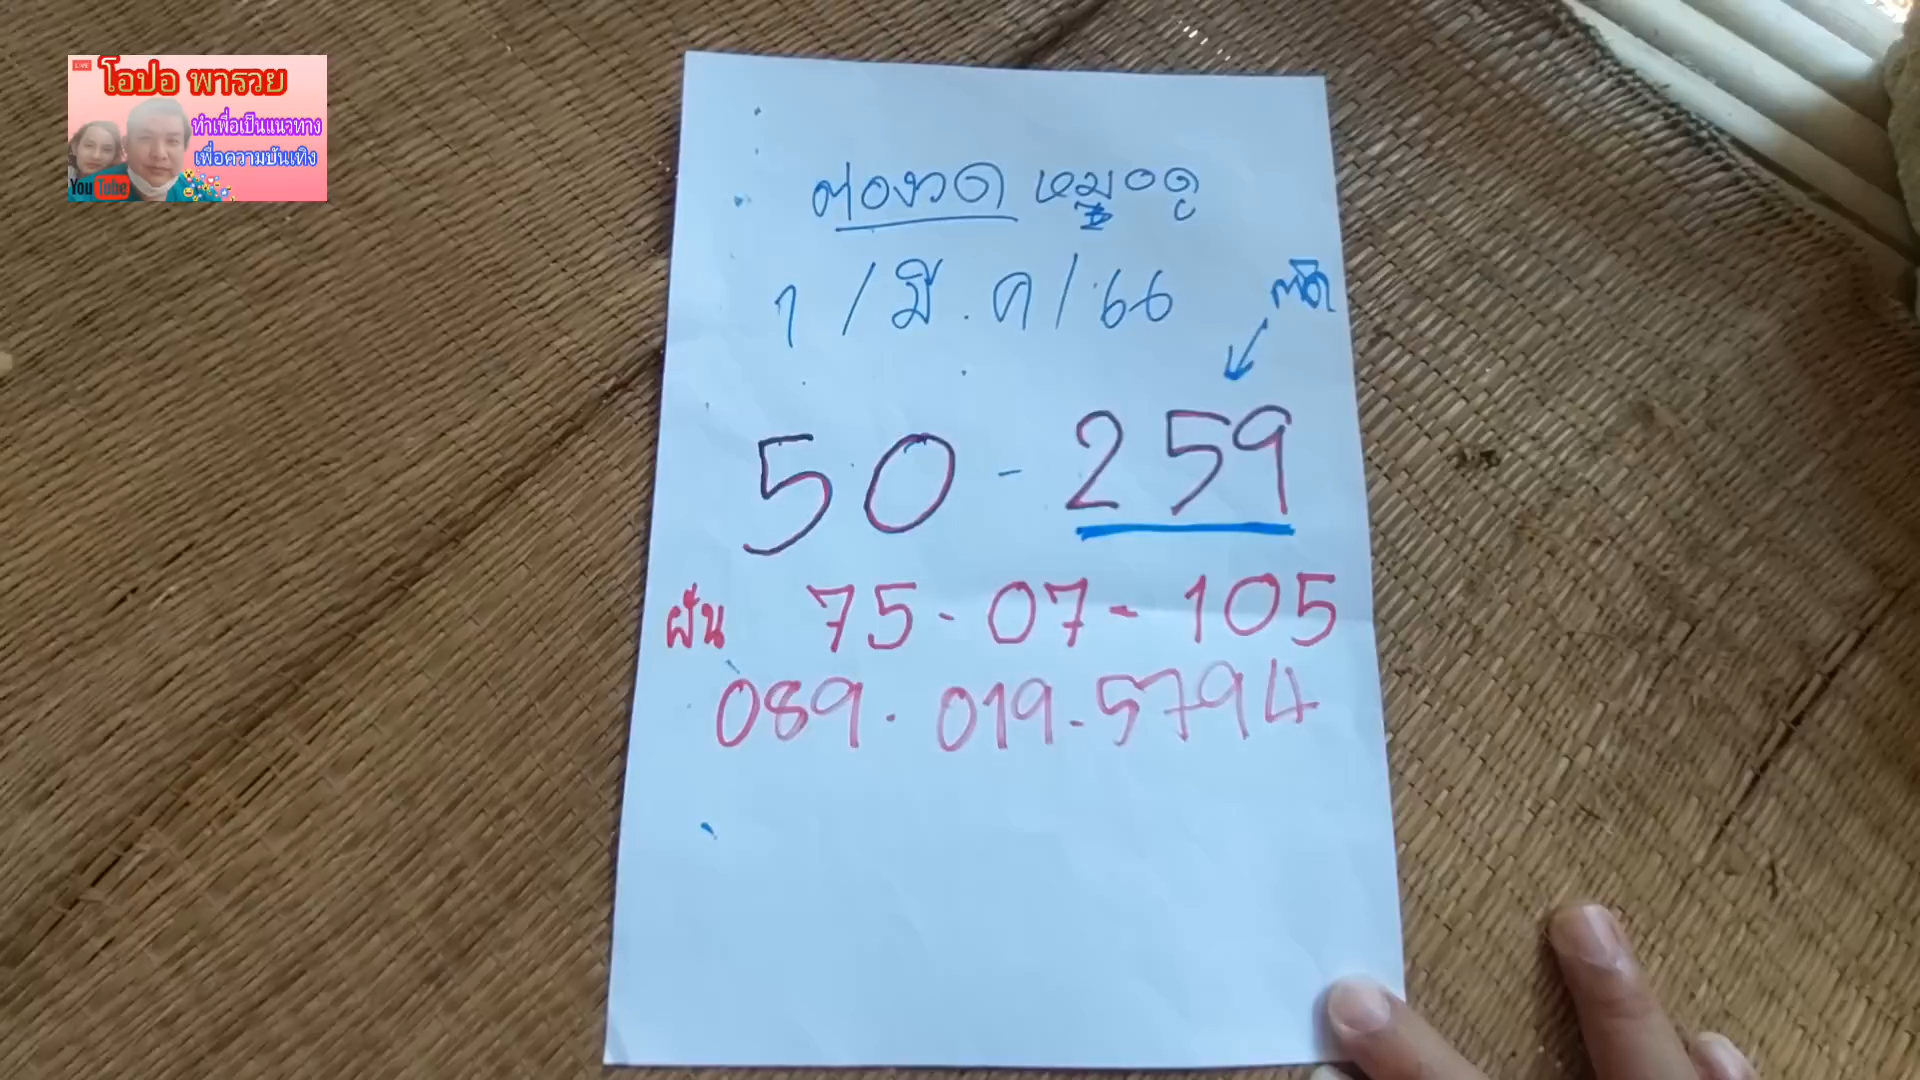 LIVE
โอปอ พารวย
ทำเพื่อเป็นแนวทาง
เพื่อความบันเทิง
YouTube
ศองวด หมอดู
1 / มี . ค / 66
50 - 259
ฝัน 75 - 07 - 105
089 . 019 - 5794